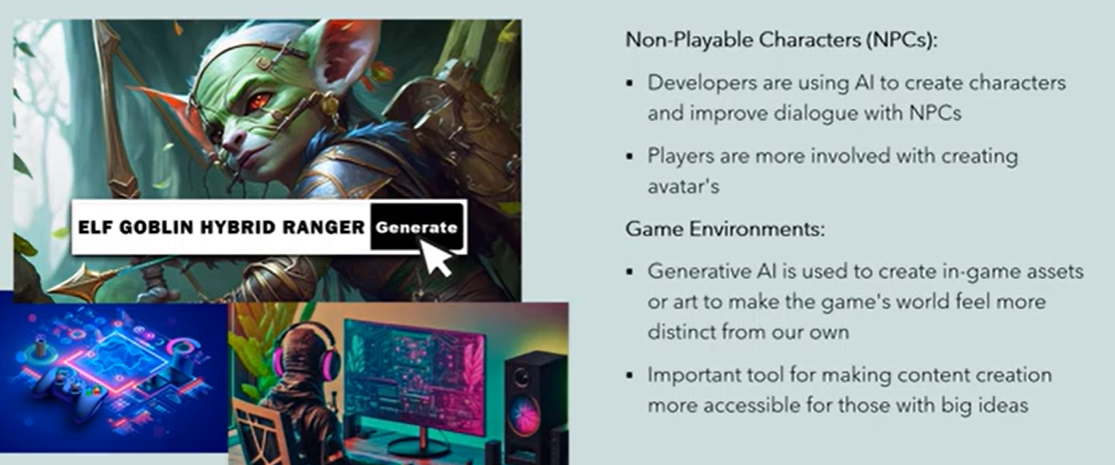 ELF GOBLIN HYBRID RANGER Generate
Non-Playable Characters (NPCs):
▪ Developers are using AI to create characters
and improve dialogue with NPCs
▪ Players are more involved with creating
avatar's
Game Environments:
▪ Generative AI is used to create in-game assets
or art to make the game's world feel more
distinct from our own
▪ Important tool for making content creation
more accessible for those with big ideas